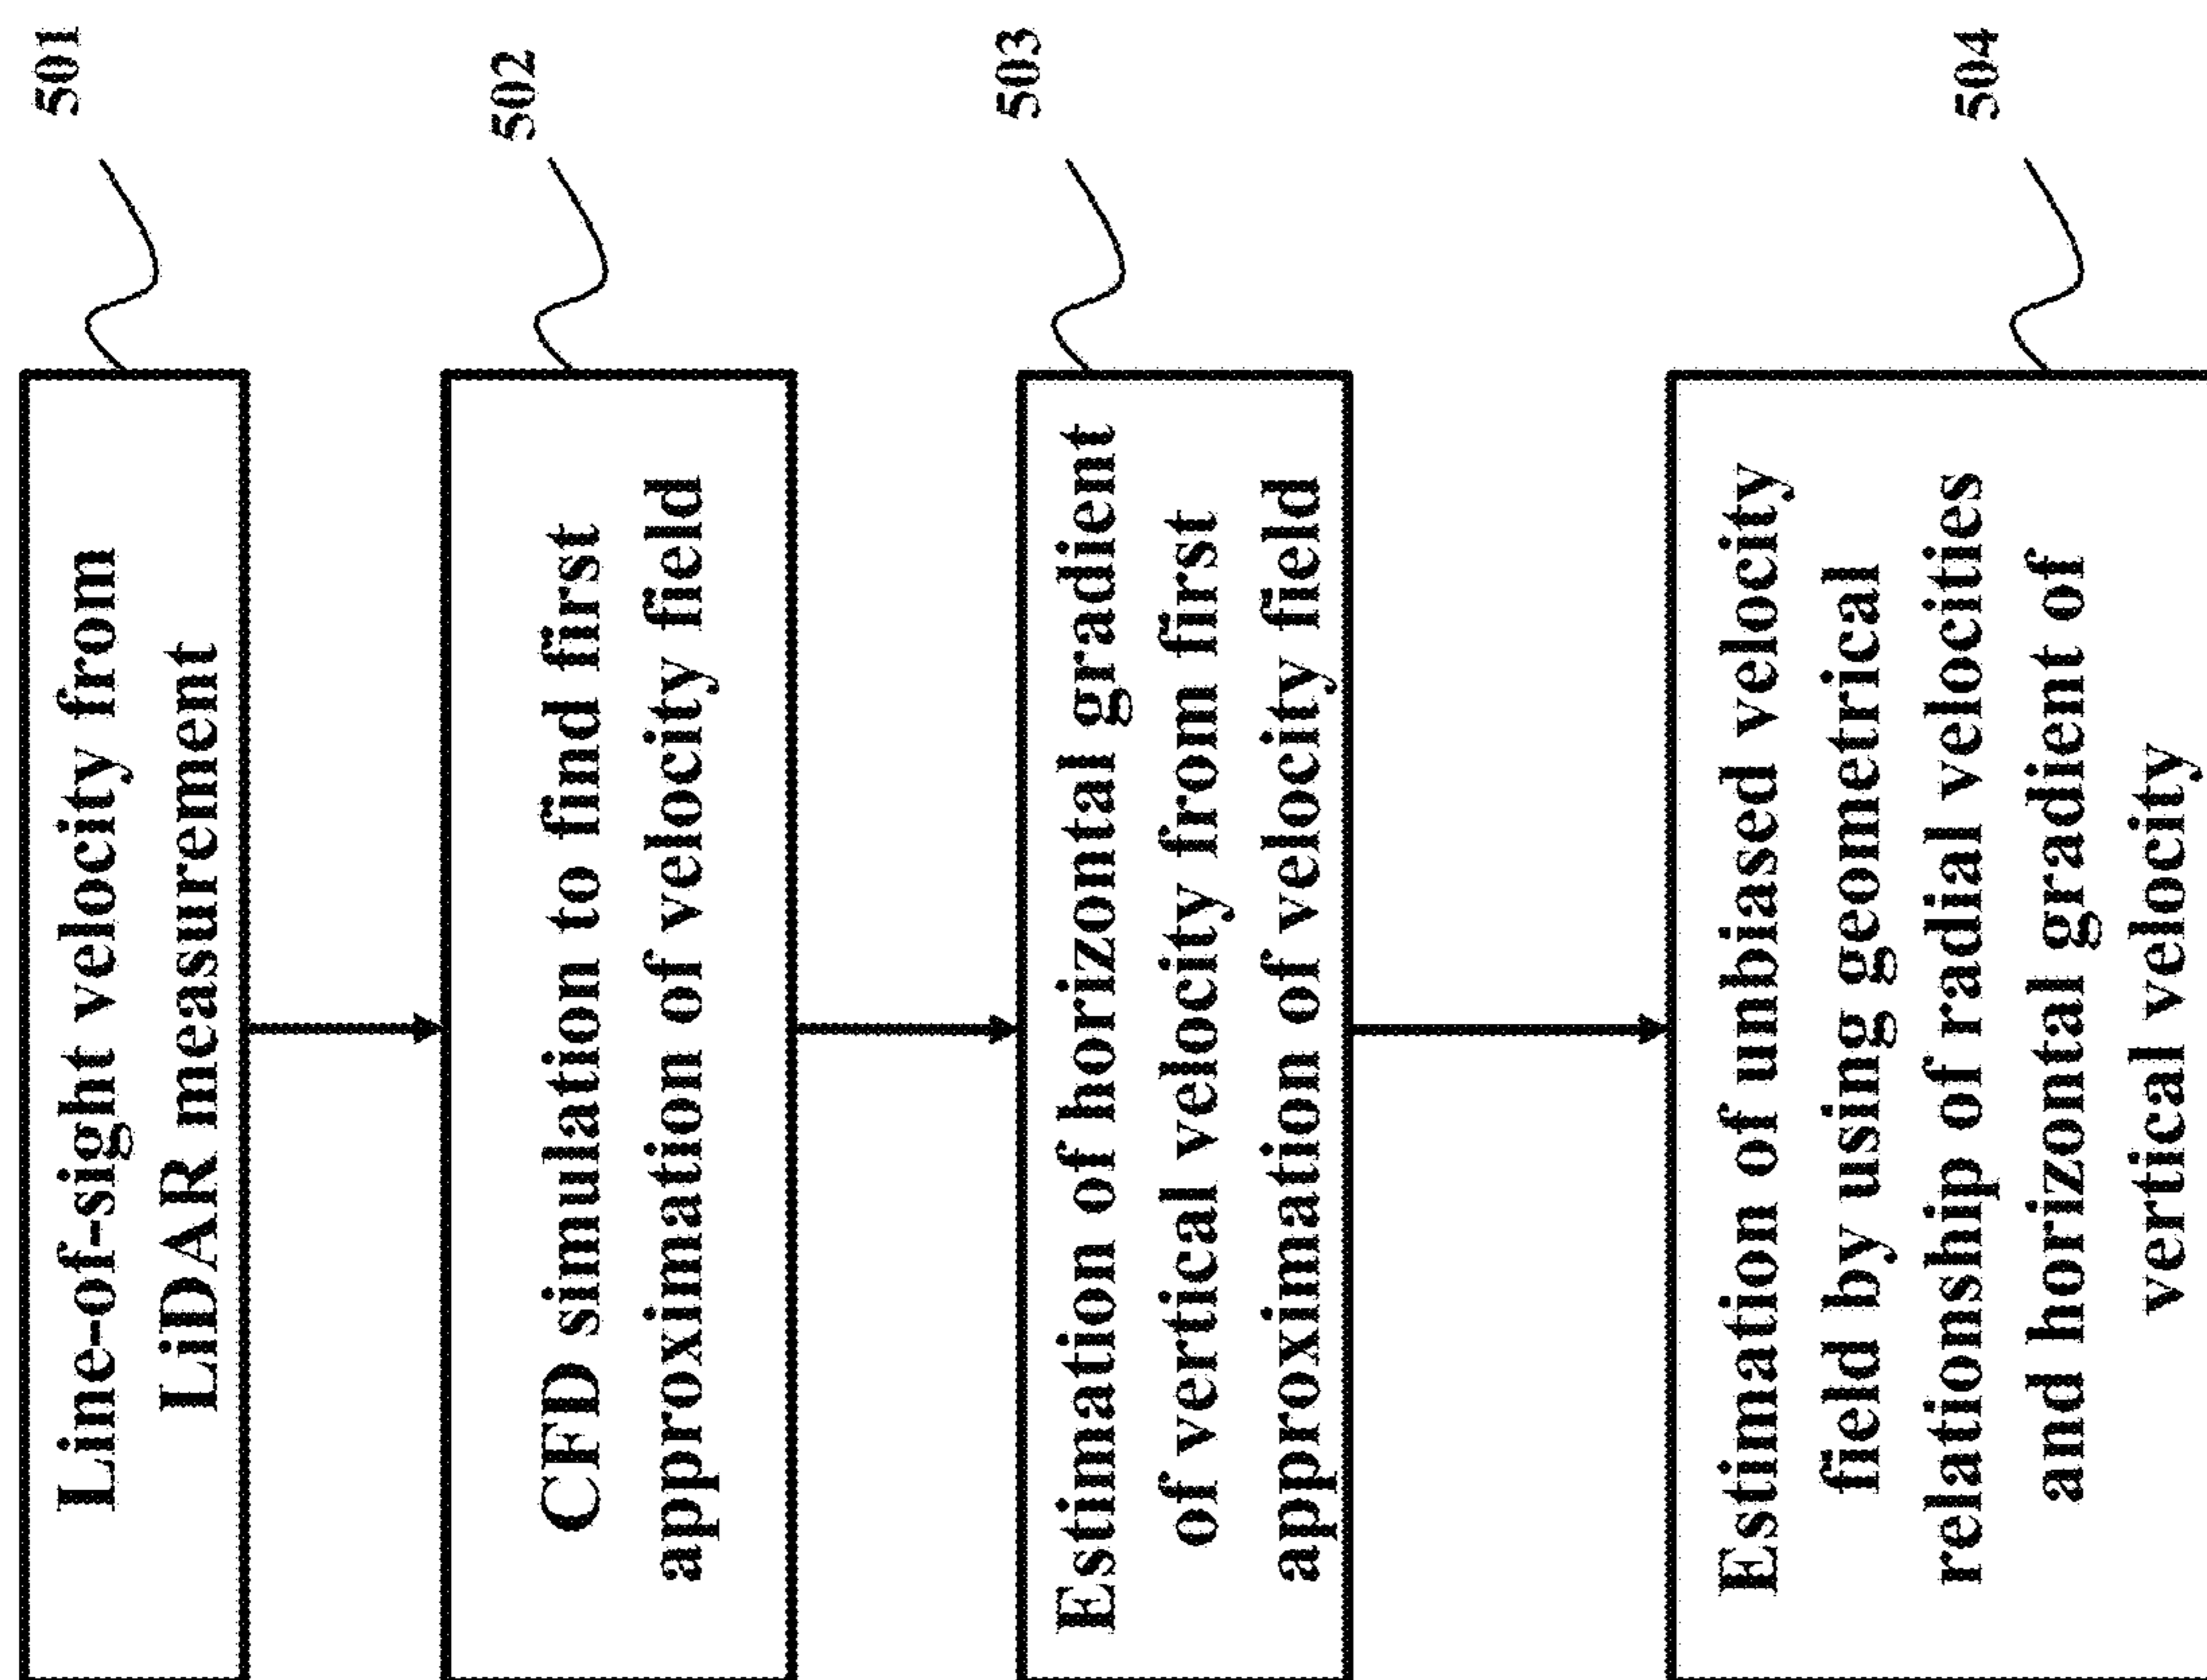 501
Line-of-sight velocity from
LiDAR measurement
502
CFD simulation to find first
approximation of velocity field
503
Estimation of horizontal gradient
of vertical velocity from first
approximation of velocity field
504
Estimation of unbiased velocity
field by using geometrical
relationship of radial velocities
and horizontal gradient of
vertical velocity